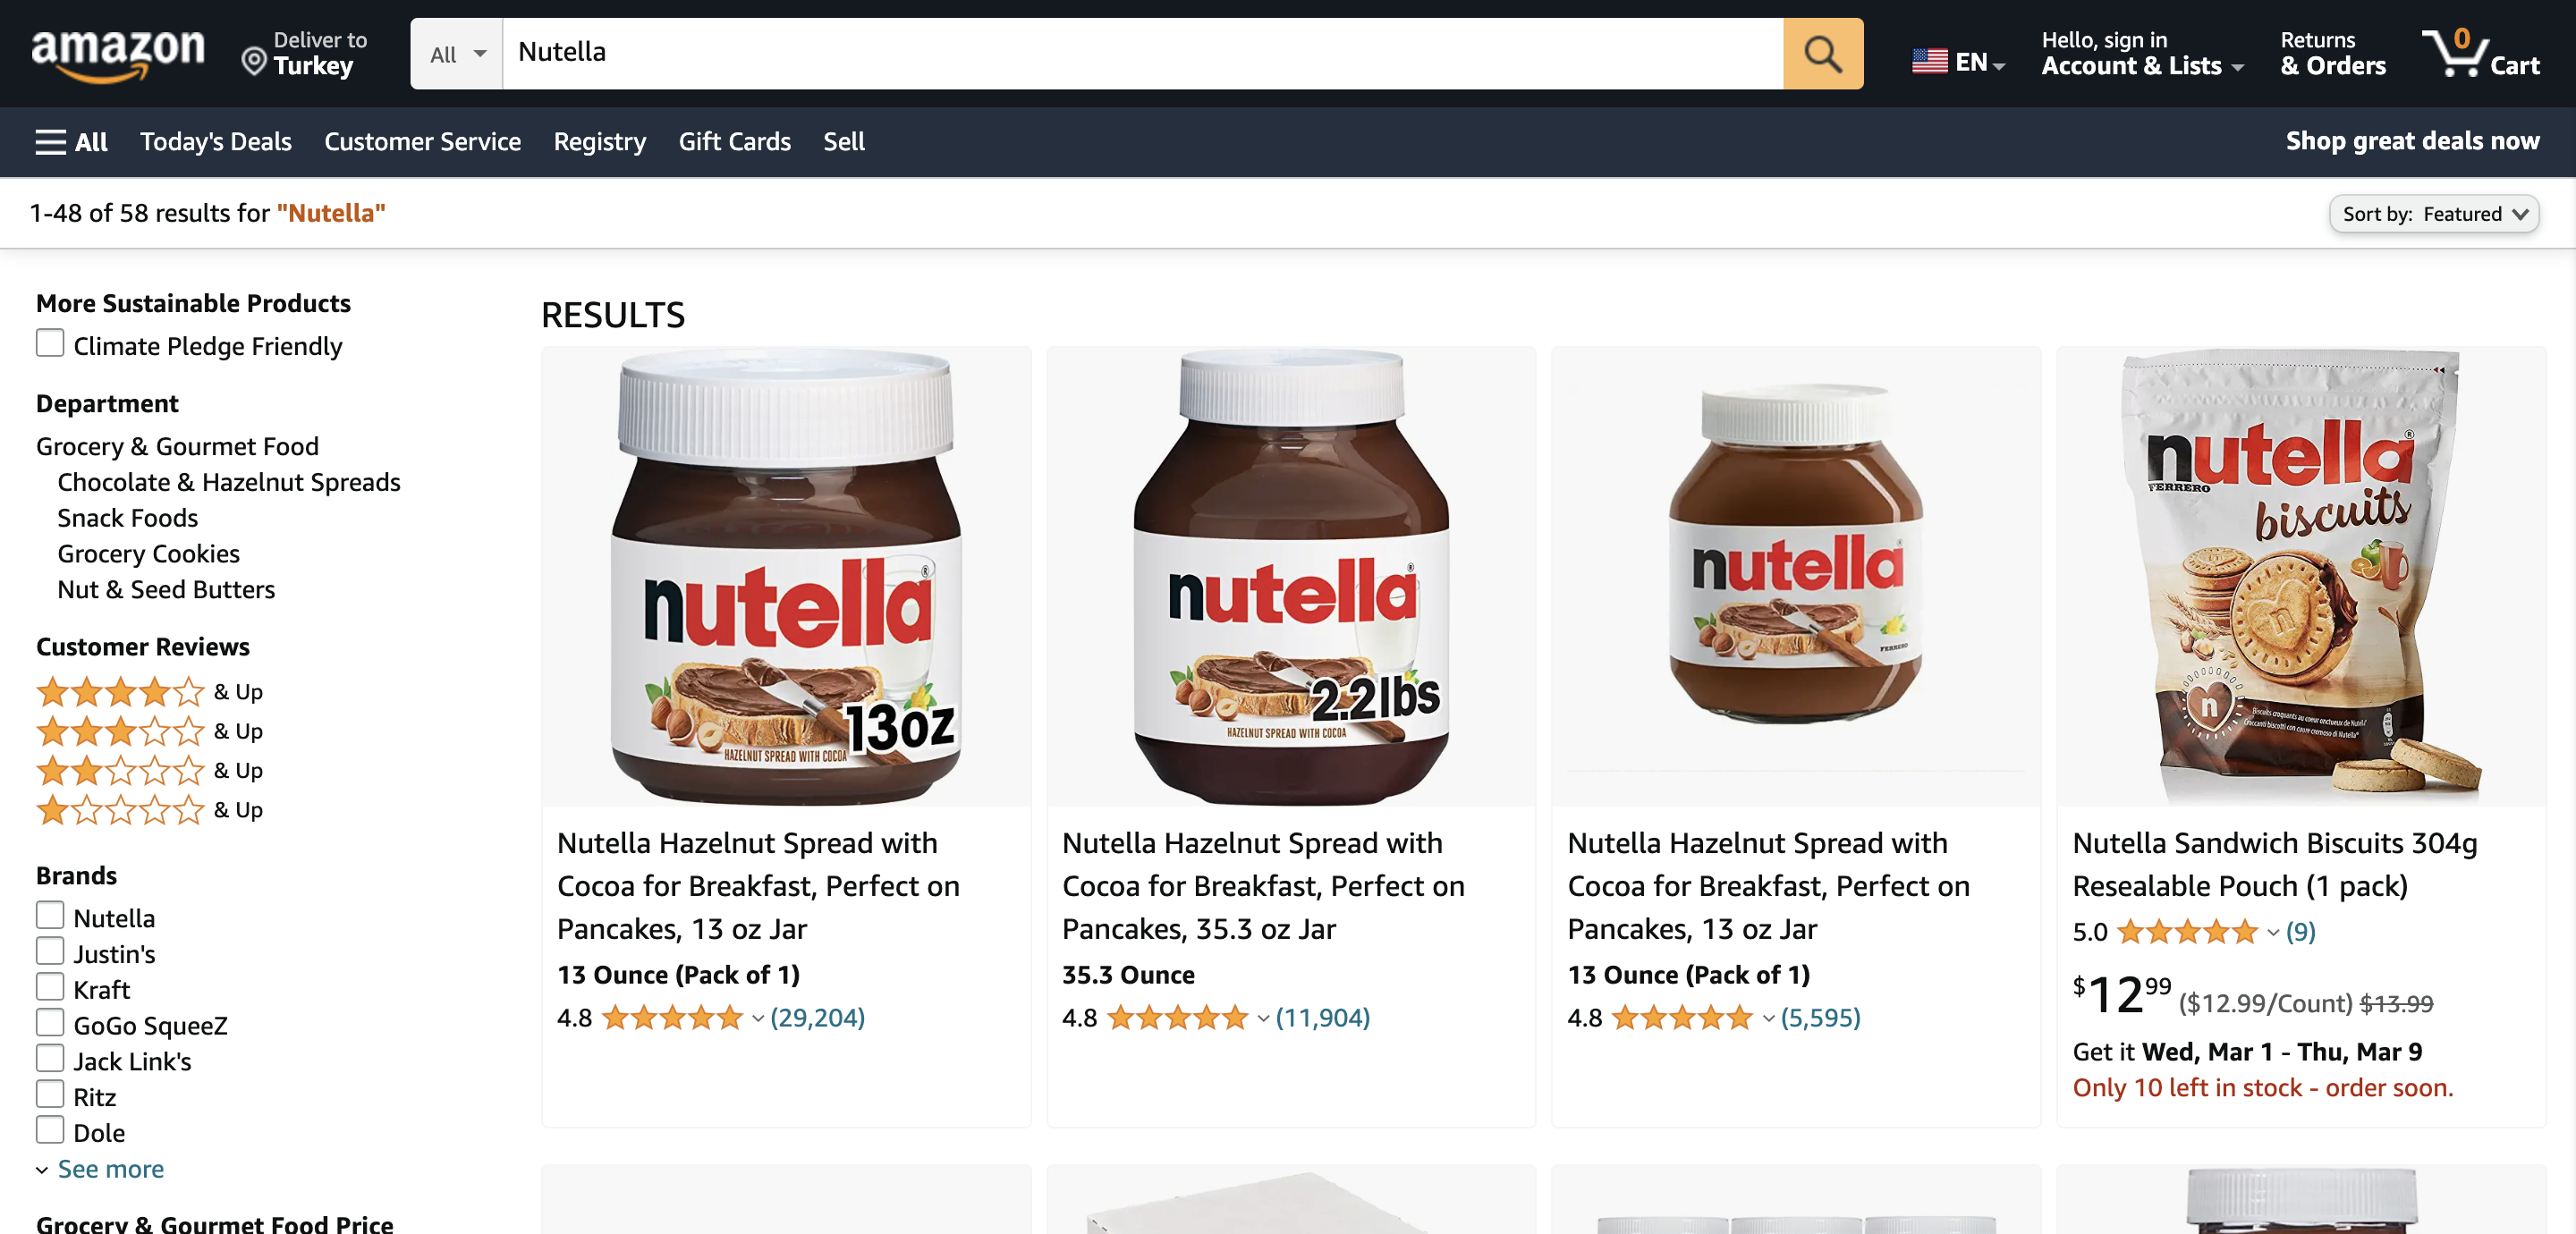 amazon
Deliver to
Turkey
All
Nutella
EN
Hello, sign in
Account & Lists
Returns
& Orders
0
Cart
All
Today's Deals
Customer Service
Registry
Gift Cards
Sell
Shop great deals now
1-48 of 58 results for "Nutella"
Sort by: Featured
More Sustainable Products
Climate Pledge Friendly
Department
Grocery & Gourmet Food
Chocolate & Hazelnut Spreads
Snack Foods
Grocery Cookies
Nut & Seed Butters
Customer Reviews
& Up
& Up
& Up
& Up
Brands
Nutella
Justin's
Kraft
GoGo SqueeZ
Jack Link's
Ritz
Dole
See more
Grocery & Gourmet Food Price
RESULTS
nutella®
13oz
HAZELNUT SPREAD WITH COCOA
Nutella Hazelnut Spread with
Cocoa for Breakfast, Perfect on
Pancakes, 13 oz Jar
13 Ounce (Pack of 1)
4.8 (29,204)
nutella®
2.2lbs
HAZELNUT SPREAD WITH COCOA
Nutella Hazelnut Spread with
Cocoa for Breakfast, Perfect on
Pancakes, 35.3 oz Jar
35.3 Ounce
4.8 (11,904)
nutella
FERRERO
Nutella Hazelnut Spread with
Cocoa for Breakfast, Perfect on
Pancakes, 13 oz Jar
13 Ounce (Pack of 1)
4.8 (5,595)
nutella®
FERRERO
biscuits
n
Nutella Sandwich Biscuits 304g
Resealable Pouch (1 pack)
5.0 (9)
$12.99 ($12.99/Count) $13.99
Get it Wed, Mar 1 - Thu, Mar 9
Only 10 left in stock - order soon.